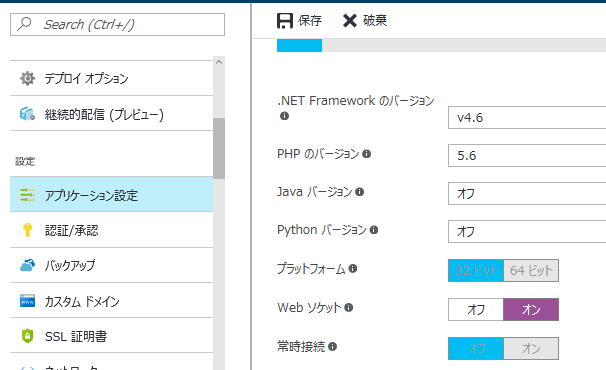 Search (Ctrl+/)
保存
破棄
デプロイ オプション
継続的配信 (プレビュー)
設定
アプリケーション設定
認証/承認
バックアップ
カスタム ドメイン
SSL 証明書
.NET Framework のバージョン
v4.6
PHP のバージョン
5.6
Java バージョン
オフ
Python バージョン
オフ
プラットフォーム
32 ビット 64 ビット
Web ソケット
オフ オン
常時接続
オフ オン